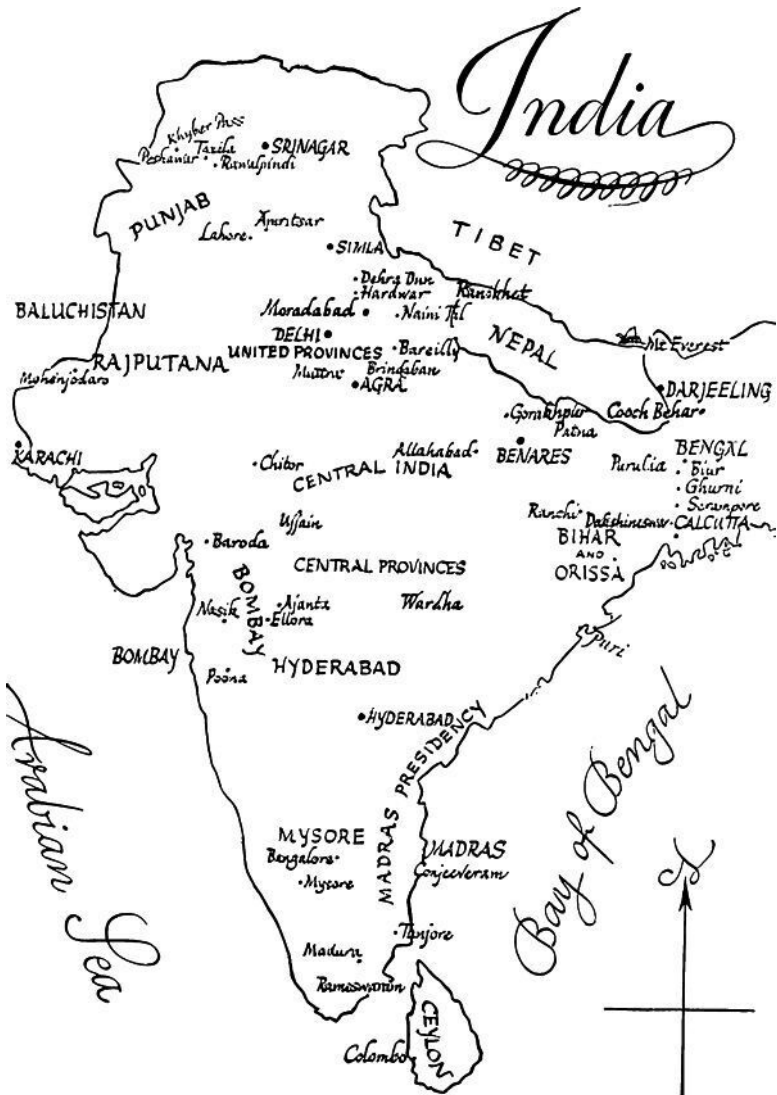 India
Khyber Pass
Taxila
Peshawar
Rawalpindi
SRINAGAR
PUNJAB
Lahore
Amritsar
SIMLA
TIBET
Dehra Dun
Hardwar
Ranikhet
BALUCHISTAN
Moradabad
Naini Tal
DELHI
NEPAL
Mt Everest
RAJPUTANA
UNITED PROVINCES
Bareilly
Mohenjodaro
Muttra
Brindaban
AGRA
DARJEELING
Gorakhpur
Cooch Behar
Patna
KARACHI
Chitor
CENTRAL INDIA
Allahabad
BENARES
Purulia
BENGAL
Ghurni
Serampore
Ranchi
Dakshineswar
CALCUTTA
Ujjain
Baroda
BIHAR
AND
ORISSA
CENTRAL PROVINCES
BOMBAY
Nasik
Ajanta
Ellora
Wardha
Puri
BOMBAY
Poona
HYDERABAD
HYDERABAD
MADRAS PRESIDENCY
Arabian Sea
Bay of Bengal
MYSORE
Bangalore
Mysore
MADRAS
Conjeeveram
Tanjore
Madura
CEYLON
Colombo